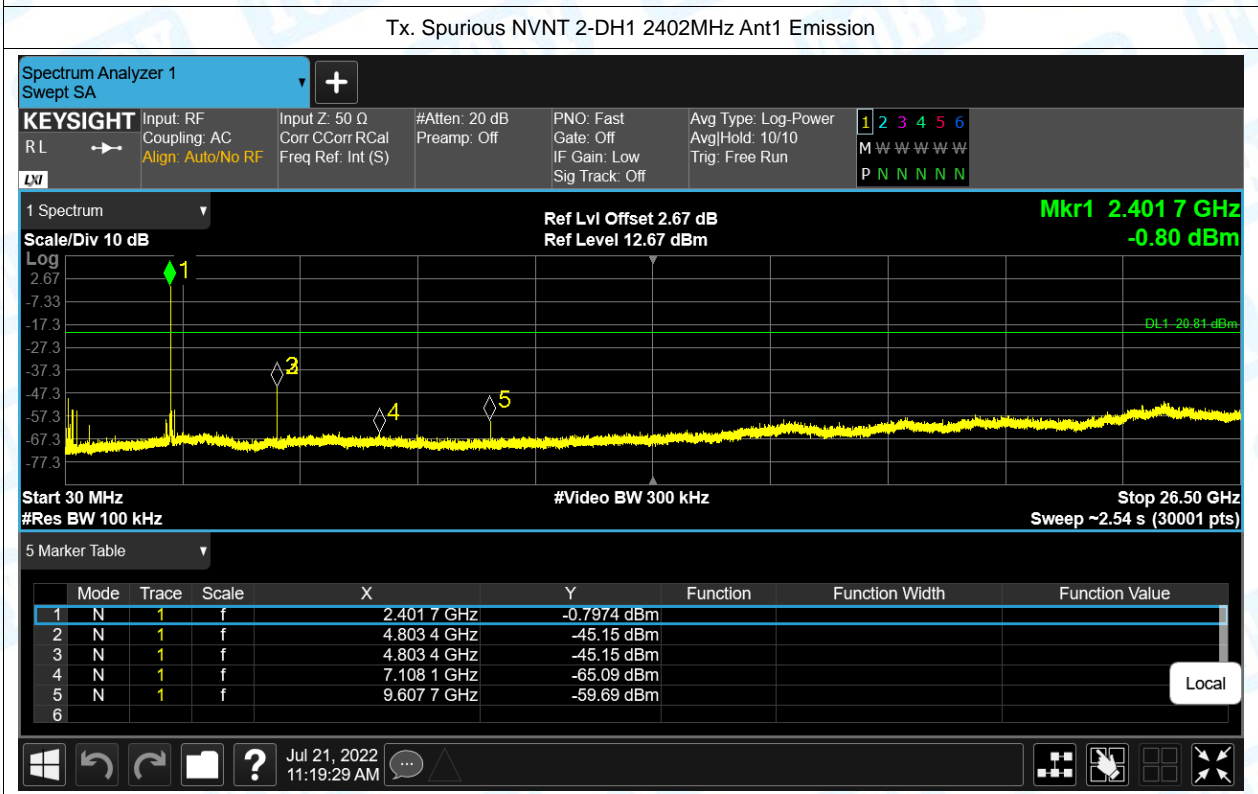 Tx. Spurious NVNT 2-DH1 2402MHz Ant1 Emission
Spectrum Analyzer 1
Swept SA
KEYSIGHT
R L
LXI
Input: RF
Coupling: AC
Align: Auto/No RF
Input Z: 50 Ω
Corr CCorr RCal
Freq Ref: Int (S)
#Atten: 20 dB
Preamp: Off
PNO: Fast
Gate: Off
IF Gain: Low
Sig Track: Off
Avg Type: Log-Power
Avg|Hold: 10/10
Trig: Free Run
1 2 3 4 5 6
M W W W W W
P N N N N N
1 Spectrum
Scale/Div 10 dB
Ref Lvl Offset 2.67 dB
Ref Level 12.67 dBm
Mkr1 2.401 7 GHz
-0.80 dBm
Log
2.67
-7.33
-17.3
-27.3
-37.3
-47.3
-57.3
-67.3
-77.3
1
DL1 -20.81 dBm
3
4
5
Start 30 MHz
#Res BW 100 kHz
#Video BW 300 kHz
Stop 26.50 GHz
Sweep ~2.54 s (30001 pts)
5 Marker Table
Mode Trace Scale X Y Function Function Width Function Value
1 N 1 f 2.401 7 GHz -0.7974 dBm
2 N 1 f 4.803 4 GHz -45.15 dBm
3 N 1 f 4.803 4 GHz -45.15 dBm
4 N 1 f 7.108 1 GHz -65.09 dBm
5 N 1 f 9.607 7 GHz -59.69 dBm
6
Local
?
Jul 21, 2022
11:19:29 AM